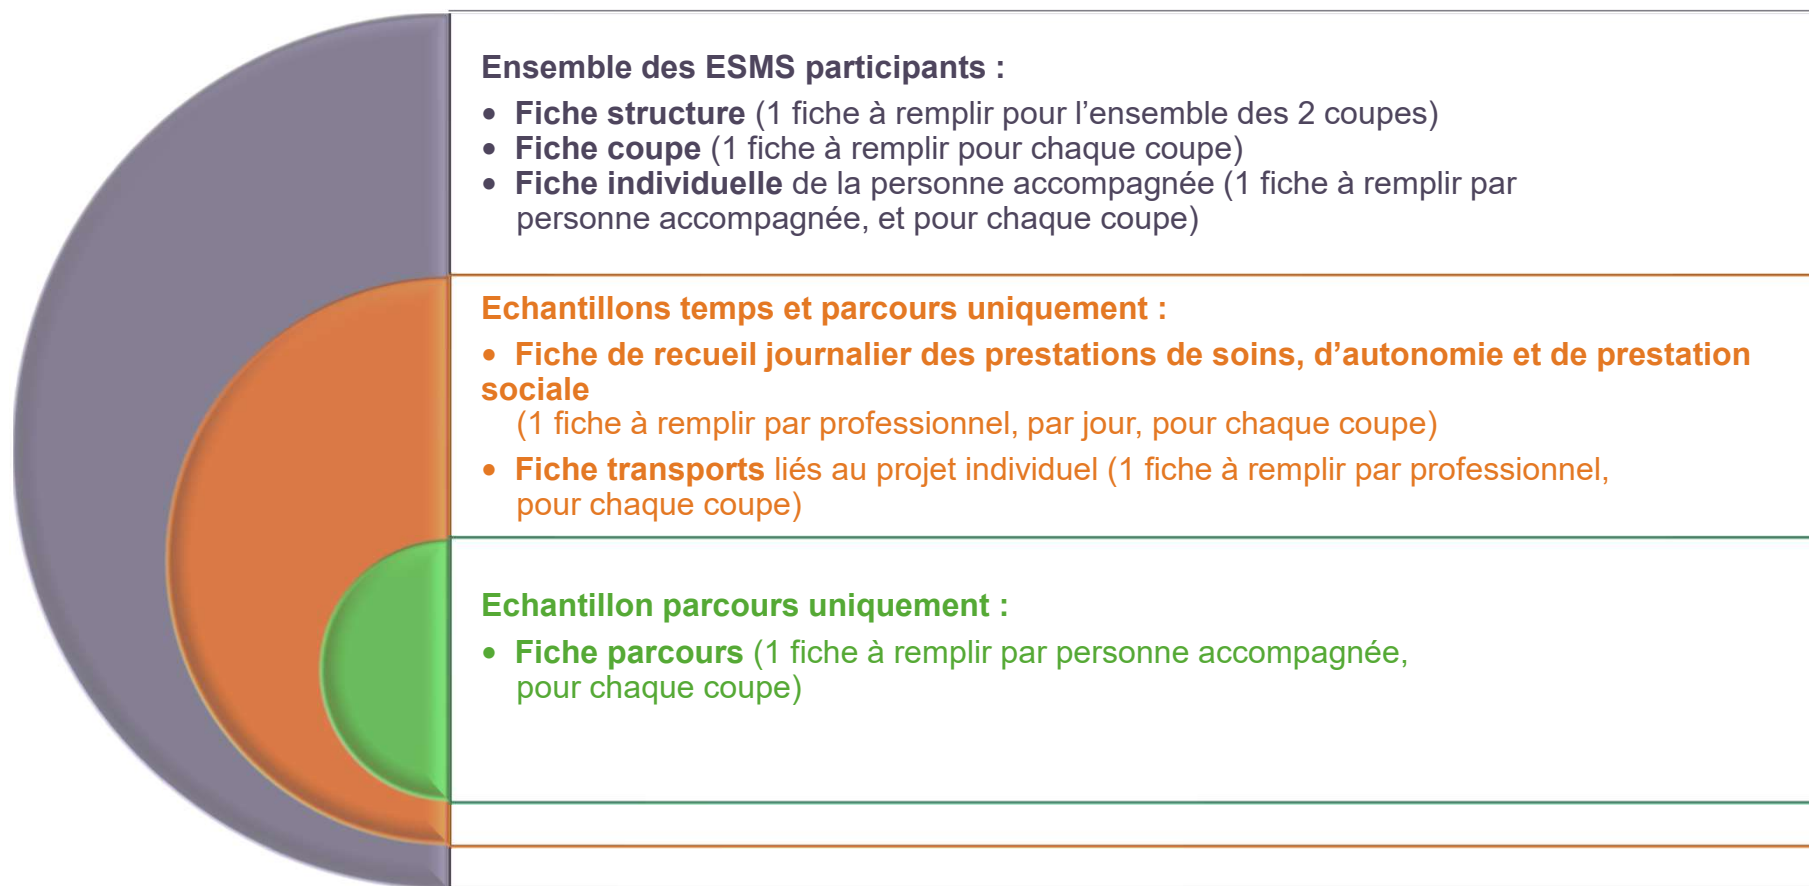 Ensemble des ESMS participants :
• Fiche structure (1 fiche à remplir pour l’ensemble des 2 coupes)
• Fiche coupe (1 fiche à remplir pour chaque coupe)
• Fiche individuelle de la personne accompagnée (1 fiche à remplir par
personne accompagnée, et pour chaque coupe)
Echantillons temps et parcours uniquement :
• Fiche de recueil journalier des prestations de soins, d’autonomie et de prestation
sociale
(1 fiche à remplir par professionnel, par jour, pour chaque coupe)
• Fiche transports liés au projet individuel (1 fiche à remplir par professionnel,
pour chaque coupe)
Echantillon parcours uniquement :
• Fiche parcours (1 fiche à remplir par personne accompagnée,
pour chaque coupe)